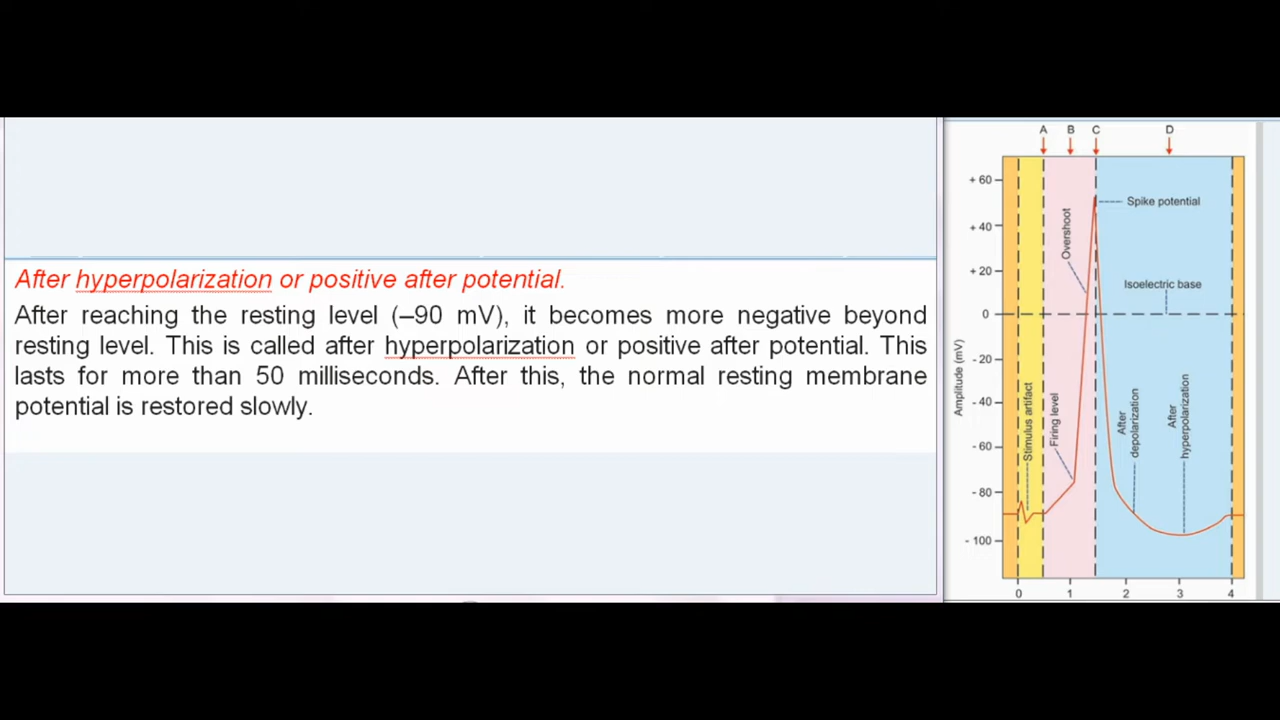 After hyperpolarization or positive after potential.
After reaching the resting level (–90 mV), it becomes more negative beyond
resting level. This is called after hyperpolarization or positive after potential. This
lasts for more than 50 milliseconds. After this, the normal resting membrane
potential is restored slowly.
A B C D
+ 60
+ 40
+ 20
0
- 20
- 40
- 60
- 80
- 100
Amplitude (mV)
Stimulus artifact
Firing level
Overshoot
Spike potential
Isoelectric base
After
depolarization
After
hyperpolarization
0 1 2 3 4